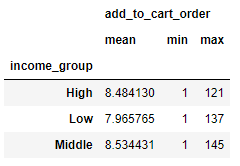 add_to_cart_order
mean min max
income_group
High 8.484130 1 121
Low 7.965765 1 137
Middle 8.534431 1 145